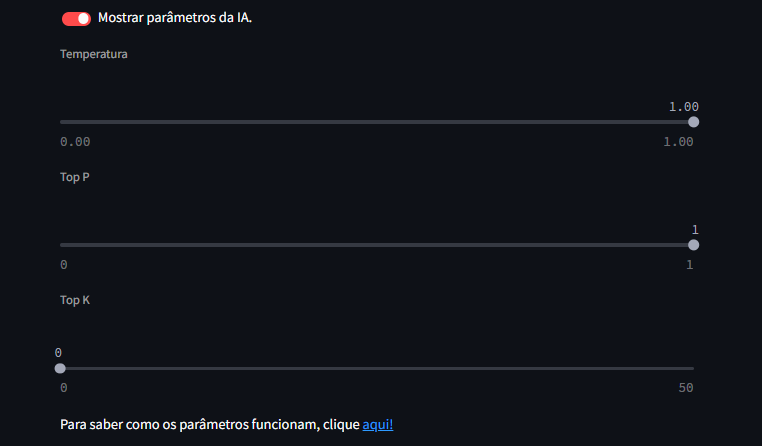 Mostrar parâmetros da IA.
Temperatura
1.00
0.00 1.00
Top P
1
0 1
Top K
0
0 50
Para saber como os parâmetros funcionam, clique aqui!